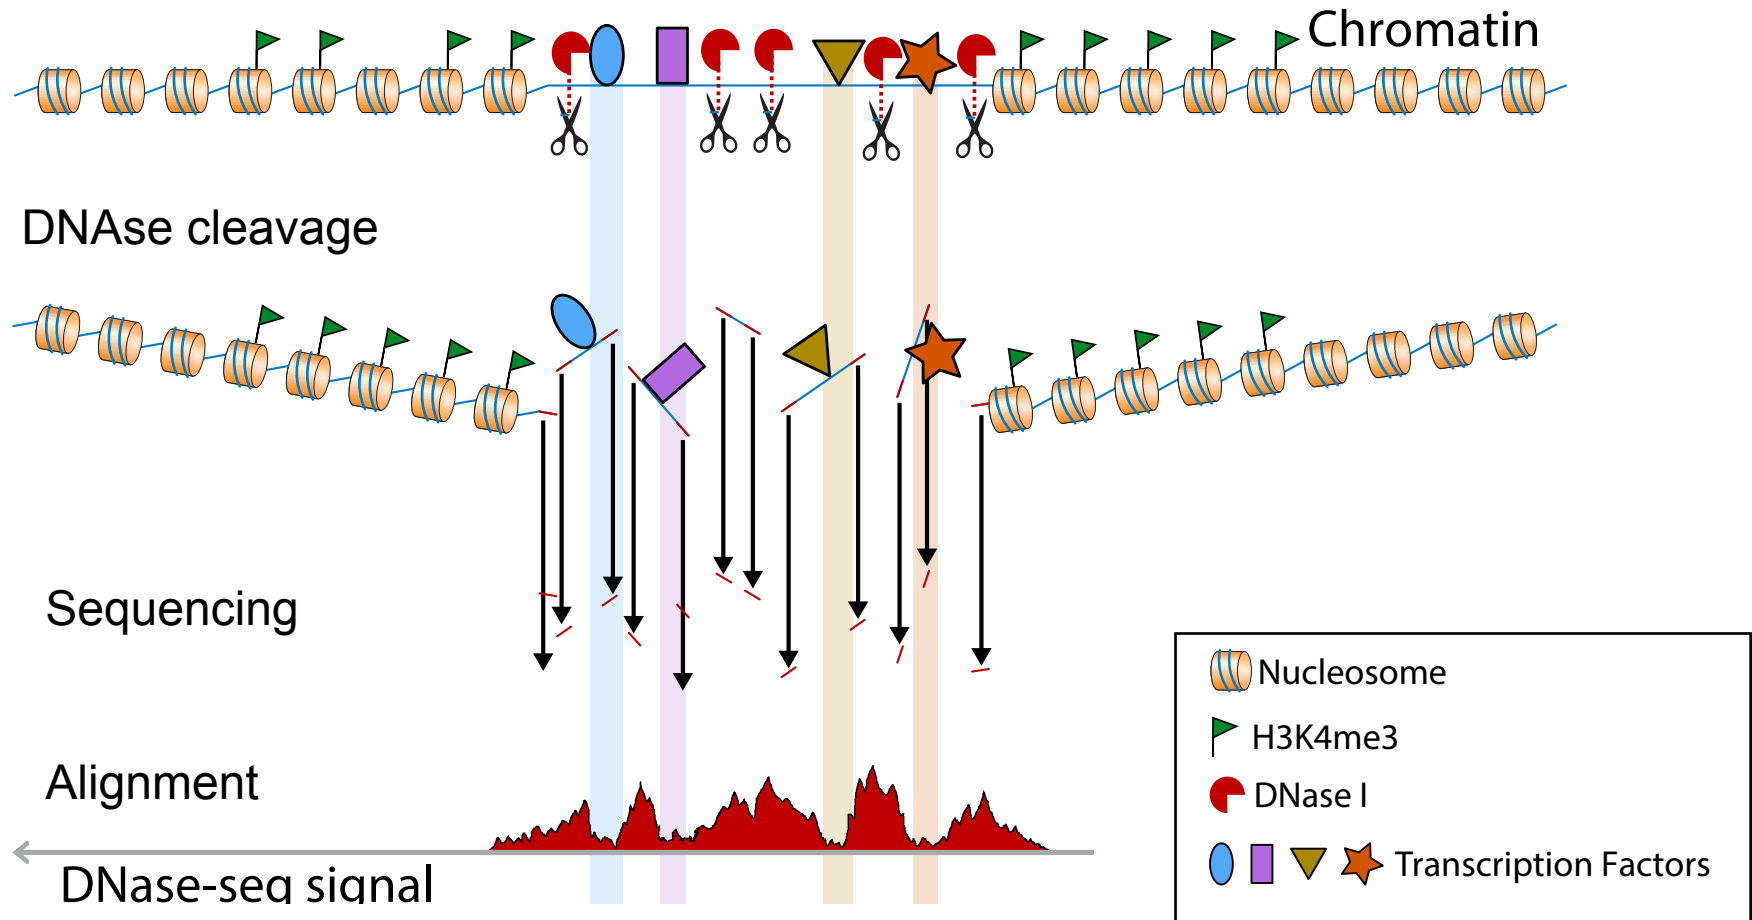 Chromatin
DNAse cleavage
Sequencing
Alignment
DNase-seq signal
Nucleosome
H3K4me3
DNase I
Transcription Factors